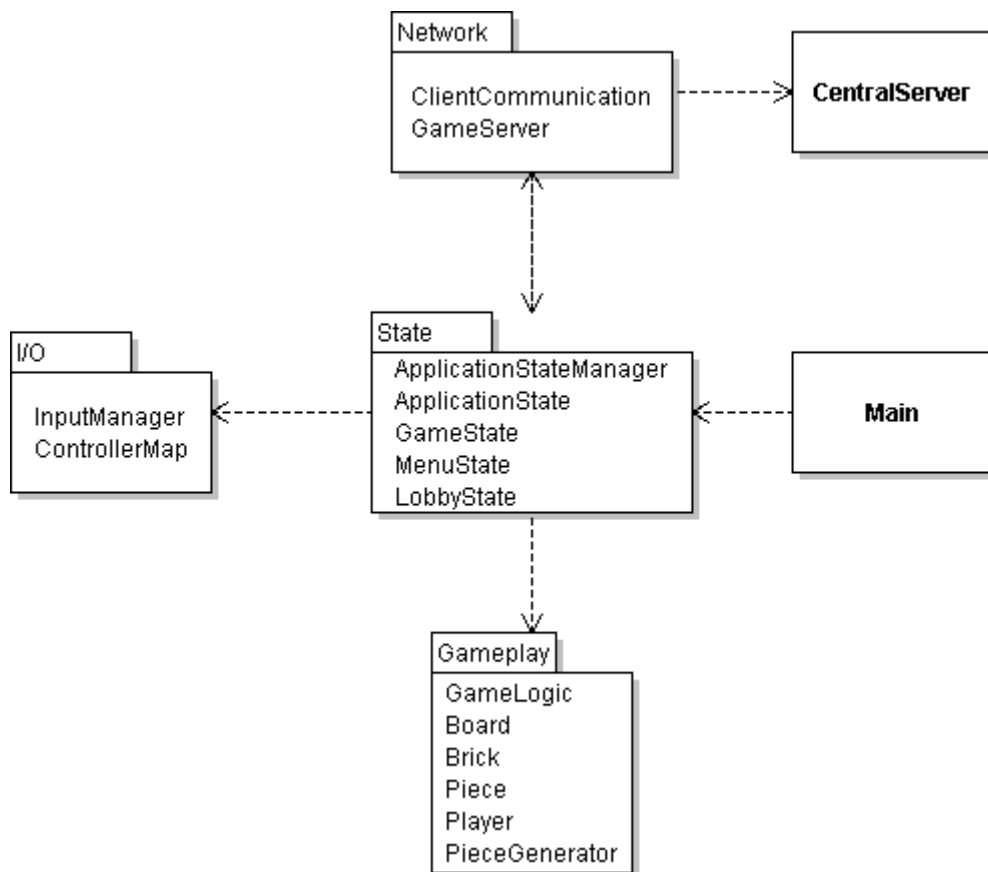 Network
ClientCommunication
GameServer
CentralServer
I/O
InputManager
ControllerMap
State
ApplicationStateManager
ApplicationState
GameState
MenuState
LobbyState
Main
Gameplay
GameLogic
Board
Brick
Piece
Player
PieceGenerator